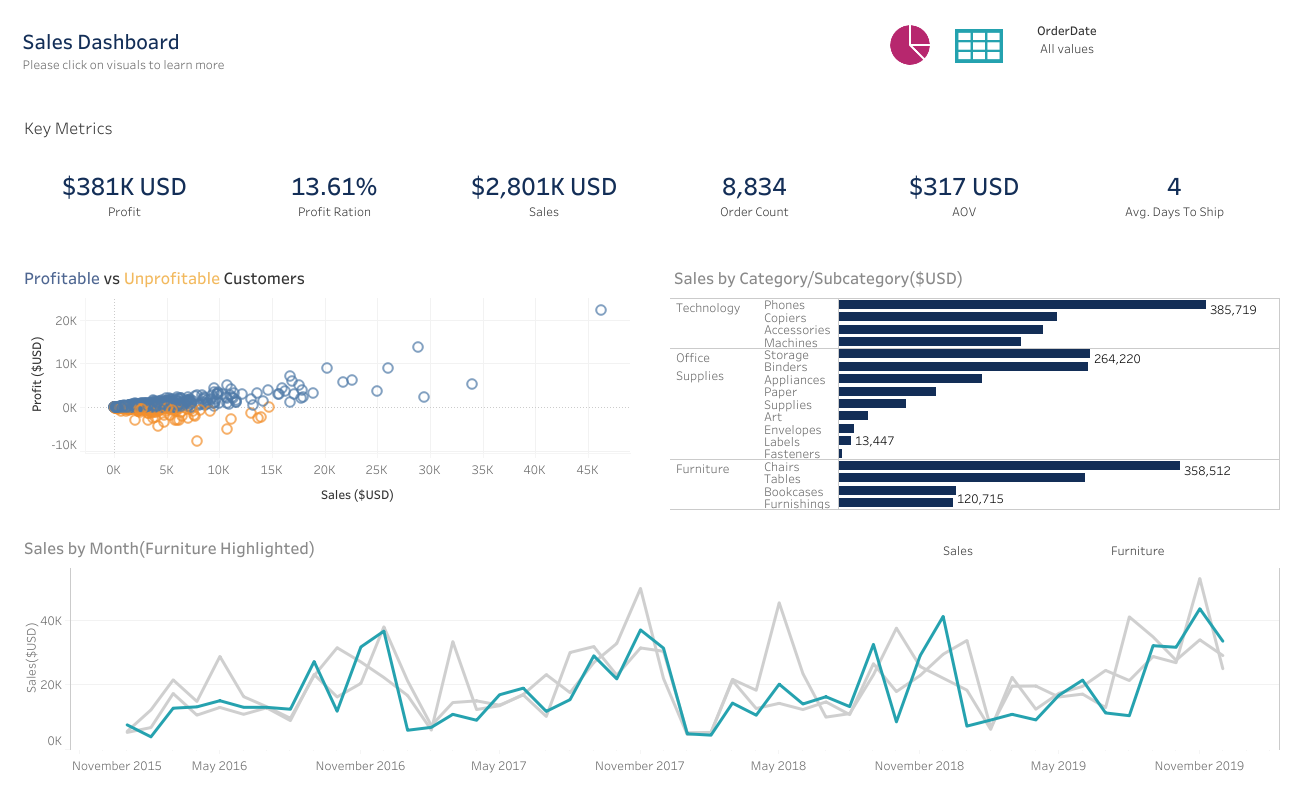 Sales Dashboard
Please click on visuals to learn more
OrderDate
All values
Key Metrics
$381K USD
Profit
13.61%
Profit Ration
$2,801K USD
Sales
8,834
Order Count
$317 USD
AOV
4
Avg. Days To Ship
Profitable vs Unprofitable Customers
Profit ($USD)
20K
10K
0K
-10K
0K 5K 10K 15K 20K 25K 30K 35K 40K 45K
Sales ($USD)
Sales by Category/Subcategory($USD)
Technology
Phones 385,719
Copiers
Accessories
Machines
Office
Supplies
Storage 264,220
Binders
Appliances
Paper
Supplies
Art
Envelopes
Labels 13,447
Fasteners
Furniture
Chairs 358,512
Tables
Bookcases 120,715
Furnishings
Sales by Month(Furniture Highlighted)
Sales Furniture
Sales($USD)
40K
20K
0K
November 2015 May 2016 November 2016 May 2017 November 2017 May 2018 November 2018 May 2019 November 2019